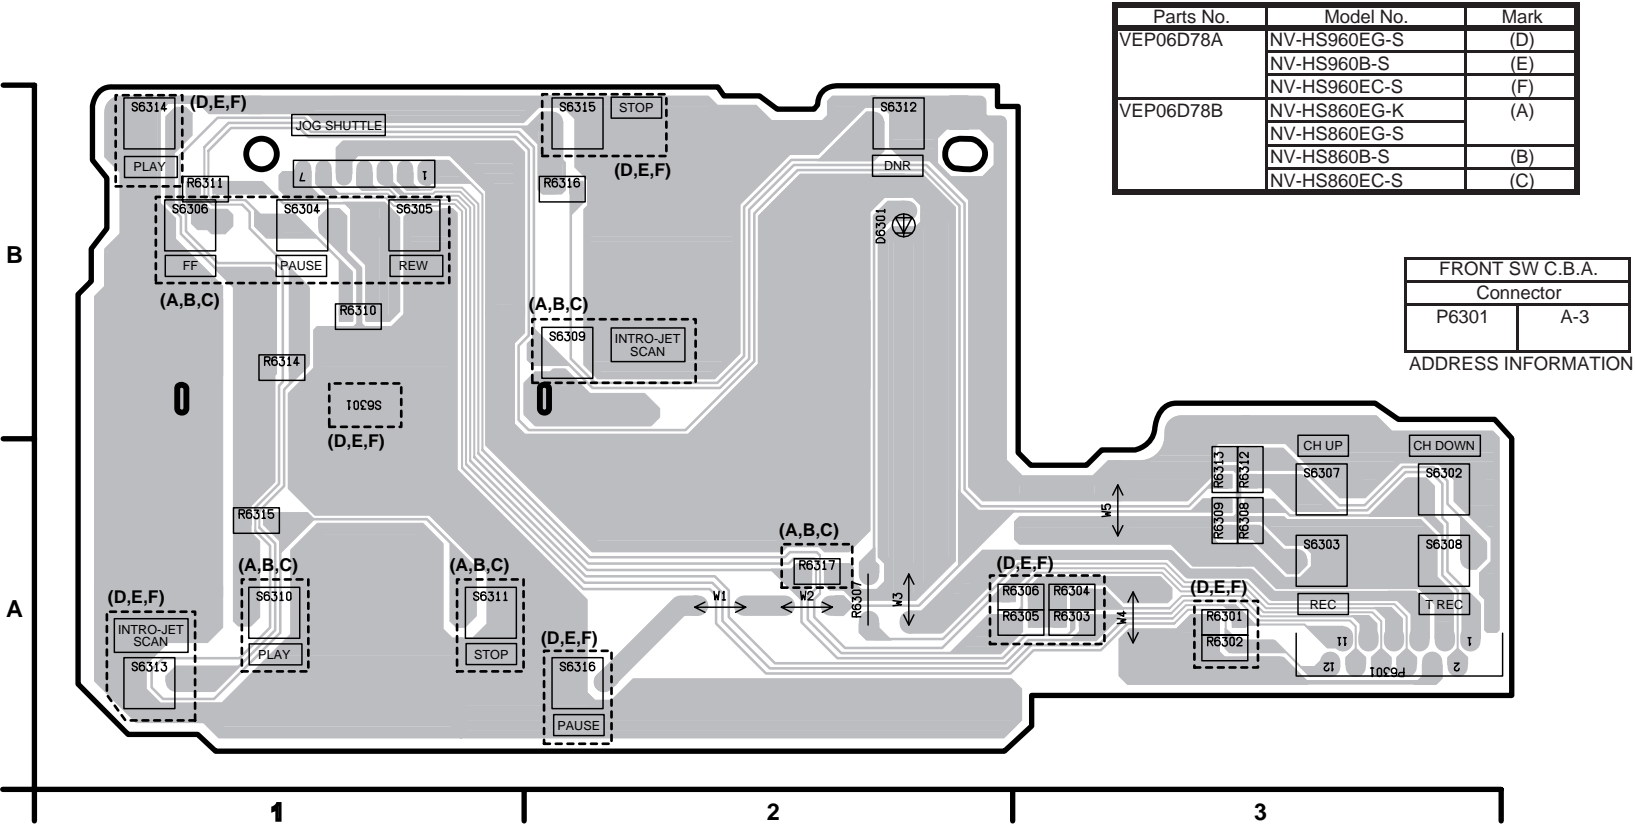 Parts No. Model No. Mark
VEP06D78A NV-HS960EG-S (D)
NV-HS960B-S (E)
NV-HS960EC-S (F)
VEP06D78B NV-HS860EG-K (A)
NV-HS860EG-S
NV-HS860B-S (B)
NV-HS860EC-S (C)
FRONT SW C.B.A.
Connector
P6301 A-3
ADDRESS INFORMATION
B
A
1
2
3
S6314
(D,E,F)
PLAY
JOG SHUTTLE
R6311
7
1
S6306
S6304
S6305
FF
PAUSE
REW
(A,B,C)
R6310
R6314
S6301
(D,E,F)
S6315
STOP
(D,E,F)
R6316
S6312
DNR
D6301
(A,B,C)
S6309
INTRO-JET
SCAN
R6315
(A,B,C)
S6310
PLAY
(A,B,C)
S6311
STOP
(D,E,F)
INTRO-JET
SCAN
S6313
(D,E,F)
S6316
PAUSE
(A,B,C)
R6317
W1
W2
R6307
W3
(D,E,F)
R6306
R6304
R6305
R6303
W5
W4
R6313
R6312
R6309
R6308
CH UP
CH DOWN
S6307
S6302
S6303
S6308
REC
T REC
(D,E,F)
R6301
R6302
11
1
12
P6301
2